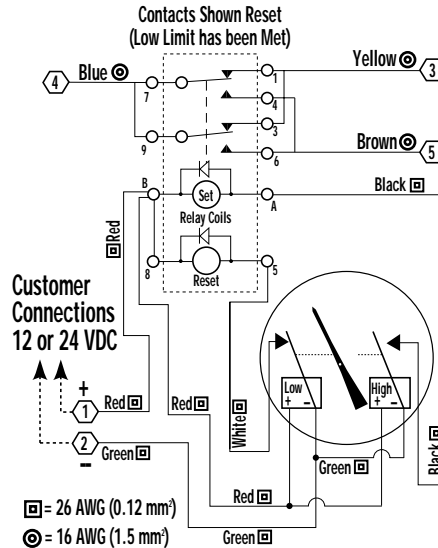 Contacts Shown Reset
(Low Limit has been Met)
Yellow
3
4
Blue
7
1
4
3
9
6
Brown
5
B
Set
A
Black
Relay Coils
Red
8
Reset
5
Customer
Connections
12 or 24 VDC
+
1
Red
Red
White
Low
+ –
High
+ –
2
–
Green
Green
Black
Red
Green
= 26 AWG (0.12 mm²)
= 16 AWG (1.5 mm²)